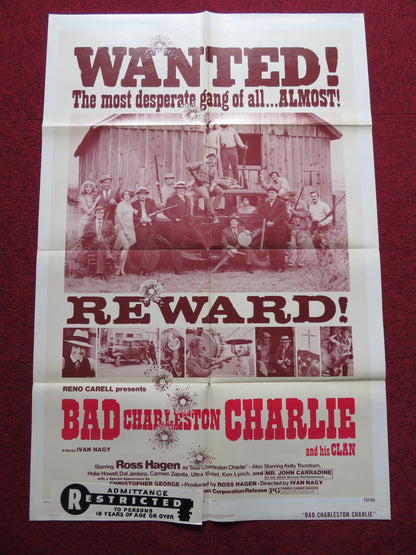 WANTED!
The most desperate gang of all...ALMOST!
REWARD!
RENO CARELL presents
BAD CHARLESTON CHARLIE
and his CLAN
A Film by IVAN NAGY
Starring Ross Hagen as "Bad Charleston Charlie" - Also Starring Kelly Thordsen,
Hoke Howell, Dal Jenkins, Carmen Zapata, Ultra Violet, Ken Lynch, and MR. JOHN CARRADINE
with a Special Appearance by
CHRISTOPHER GEORGE • Produced by ROSS HAGEN • Directed by IVAN NAGY
Corporation Release PG
ADMITTANCE
RESTRICTED
TO PERSONS
18 YEARS OF AGE OR OVER
"BAD CHARLESTON CHARLIE"